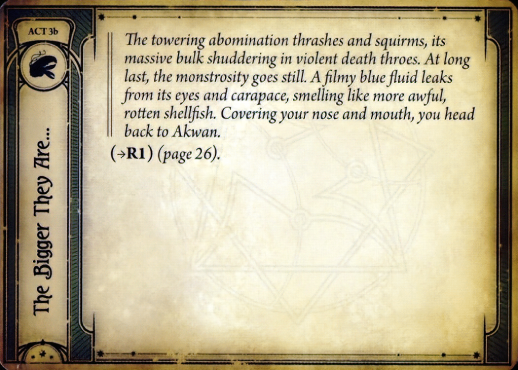 ACT 3b
The Bigger They Are...
The towering abomination thrashes and squirms, its
massive bulk shuddering in violent death throes. At long
last, the monstrosity goes still. A filmy blue fluid leaks
from its eyes and carapace, smelling like more awful,
rotten shellfish. Covering your nose and mouth, you head
back to Akwan.
(→R1) (page 26).